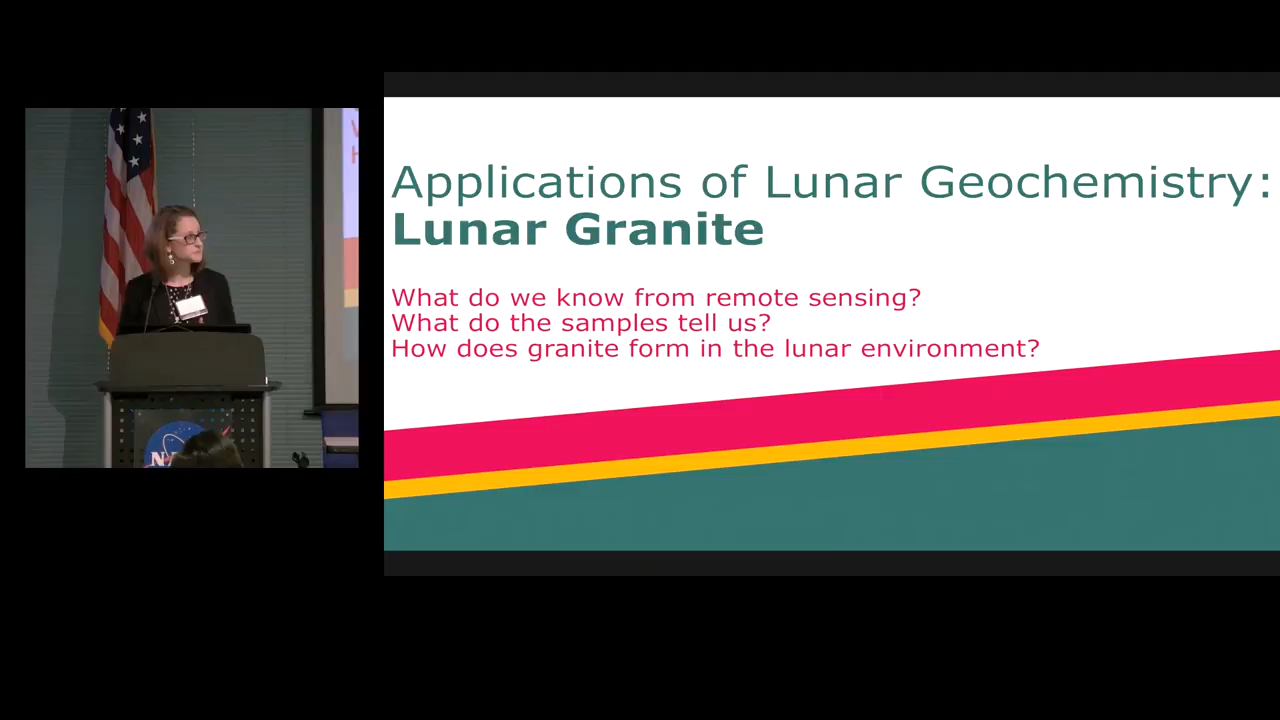 Applications of Lunar Geochemistry:
Lunar Granite
What do we know from remote sensing?
What do the samples tell us?
How does granite form in the lunar environment?